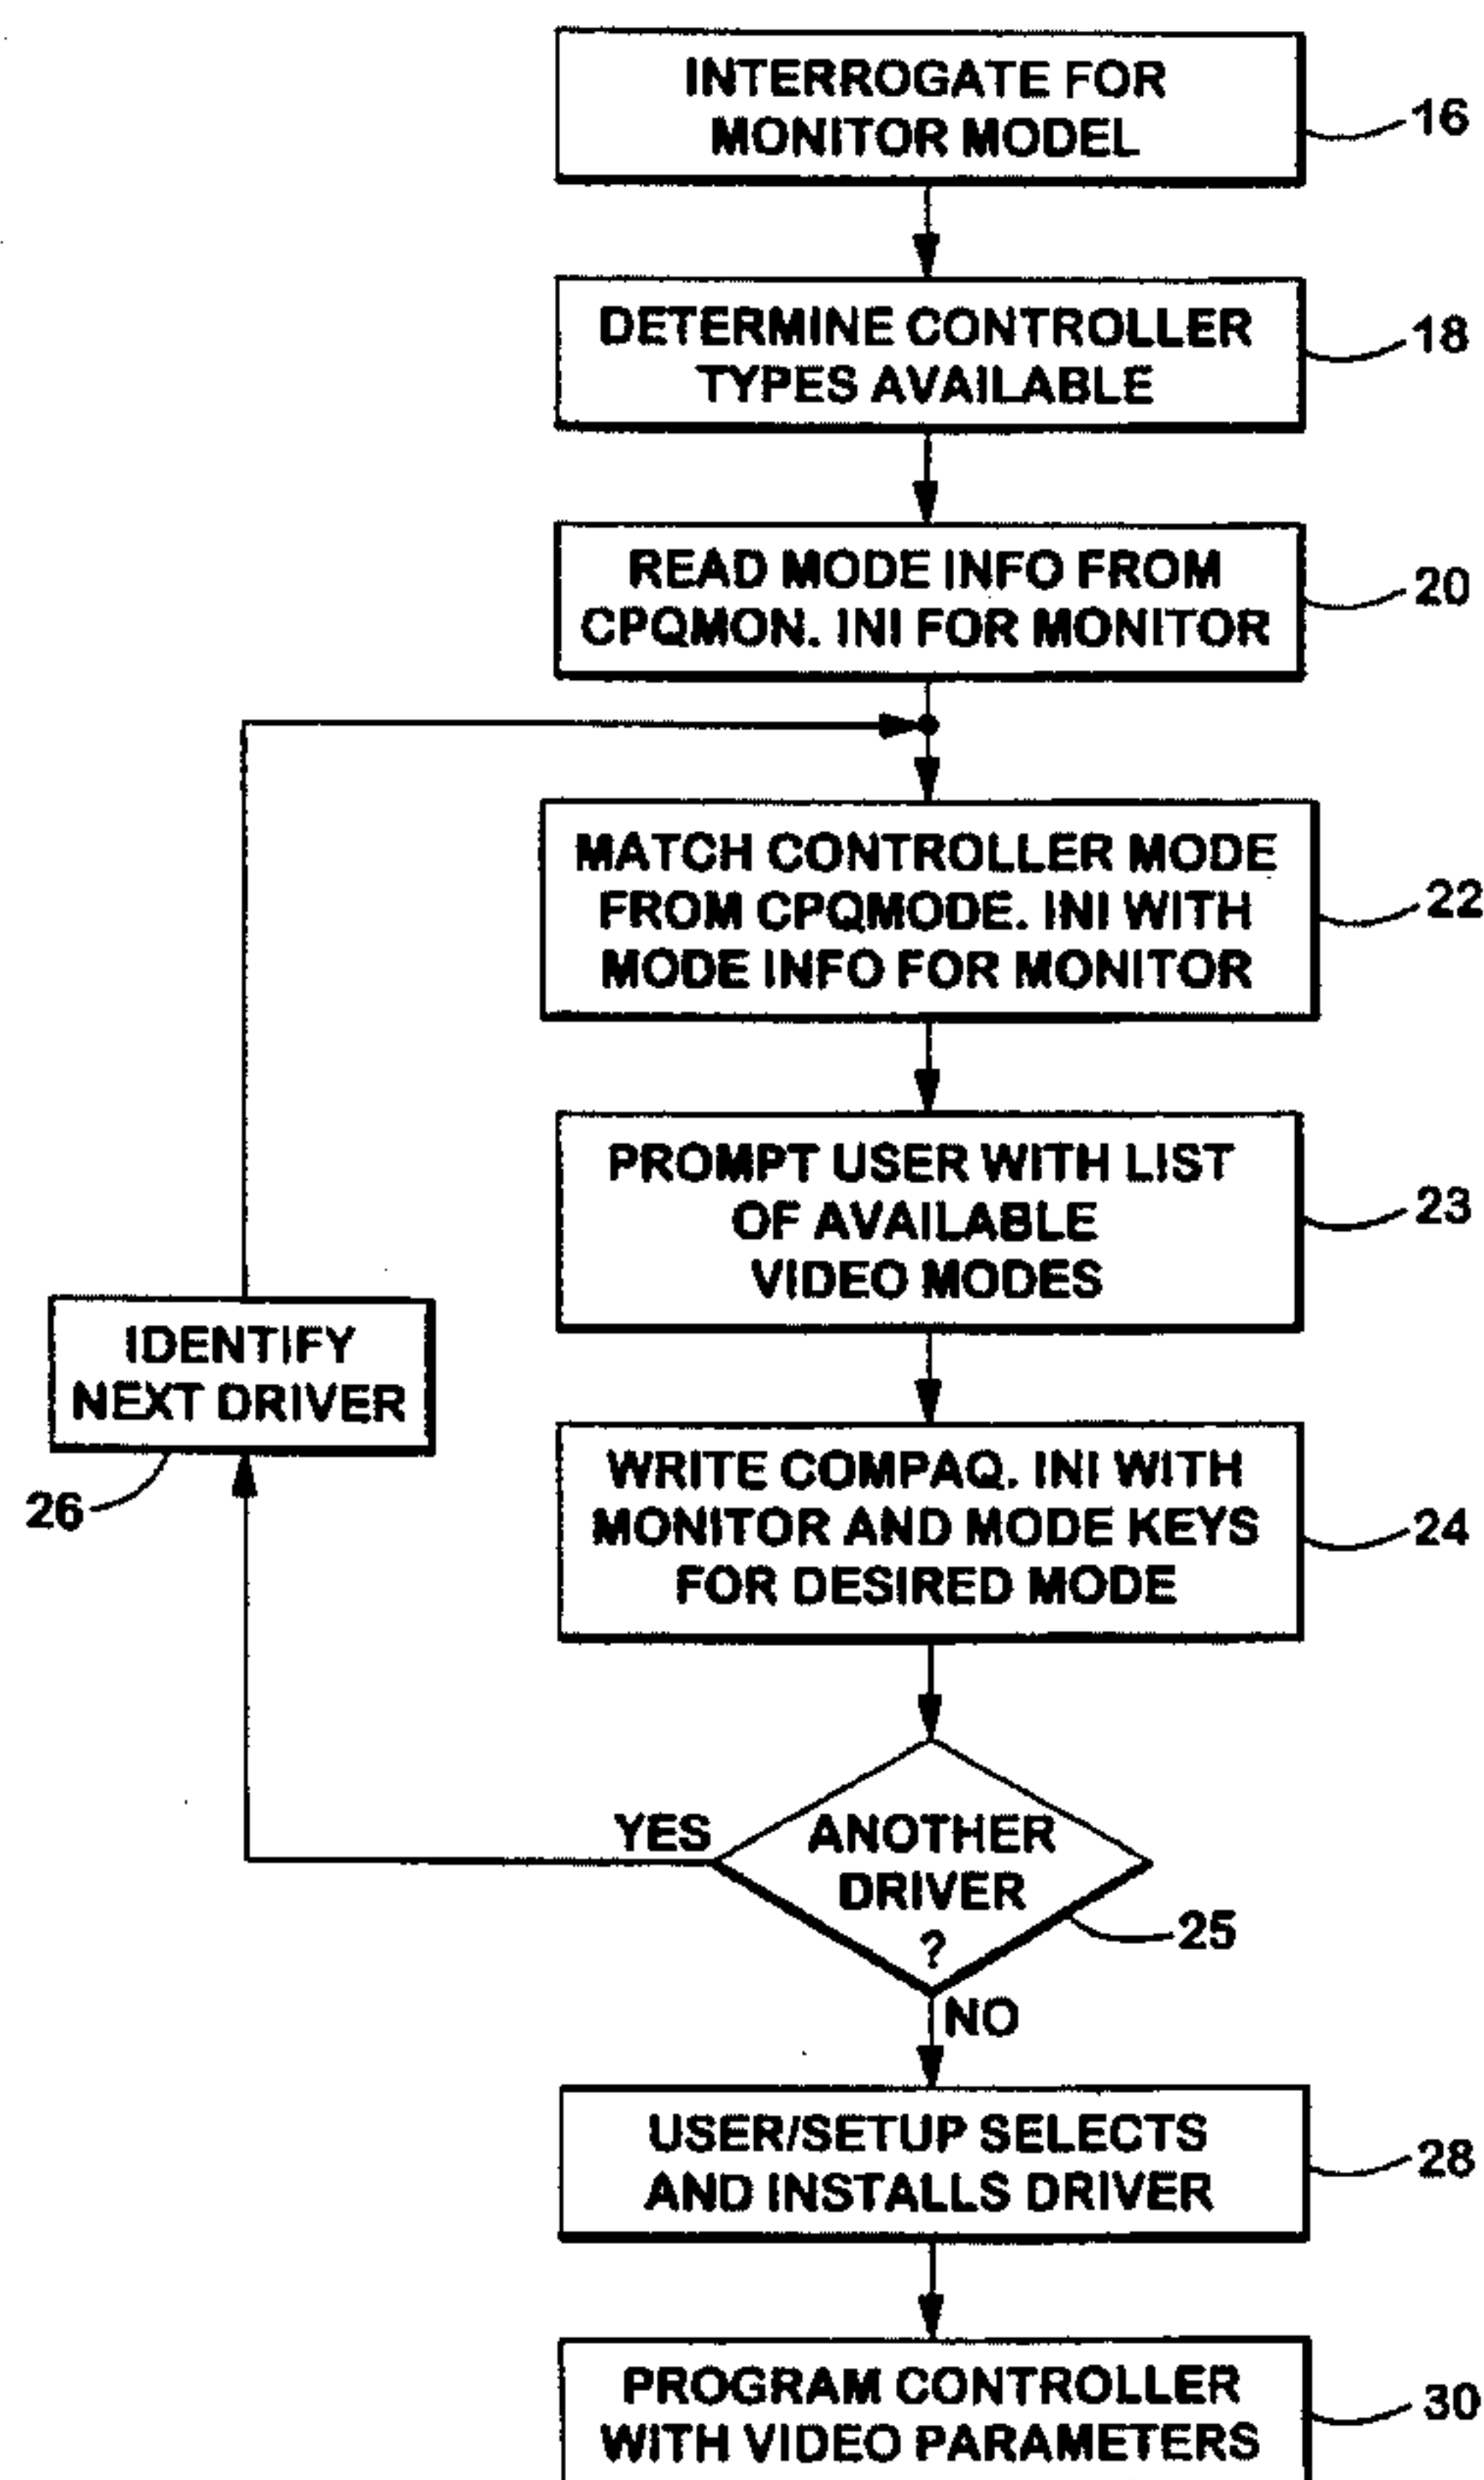 INTERROGATE FOR
MONITOR MODEL
16
DETERMINE CONTROLLER
TYPES AVAILABLE
18
READ MODE INFO FROM
CPQMON. INI FOR MONITOR
20
MATCH CONTROLLER MODE
FROM CPQMODE. INI WITH
MODE INFO FOR MONITOR
22
PROMPT USER WITH LIST
OF AVAILABLE
VIDEO MODES
23
IDENTIFY
NEXT DRIVER
26
WRITE COMPAQ. INI WITH
MONITOR AND MODE KEYS
FOR DESIRED MODE
24
YES
ANOTHER
DRIVER
?
25
NO
USER/SETUP SELECTS
AND INSTALLS DRIVER
28
PROGRAM CONTROLLER
WITH VIDEO PARAMETERS
30